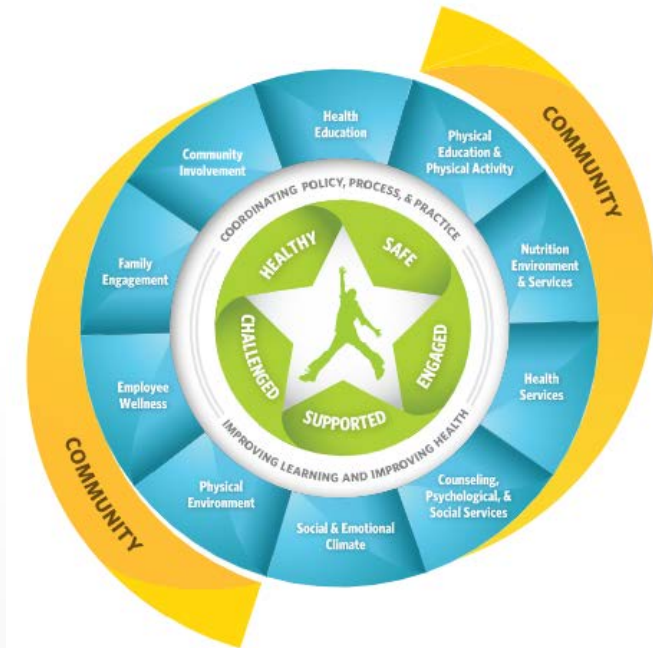 COMMUNITY
Health
Education
Physical
Education &
Physical Activity
Nutrition
Environment
& Services
Health
Services
Counseling,
Psychological, &
Social Services
Social & Emotional
Climate
Physical
Environment
Employee
Wellness
Family
Engagement
Community
Involvement
COORDINATING POLICY, PROCESS, & PRACTICE
IMPROVING LEARNING AND IMPROVING HEALTH
HEALTHY
SAFE
ENGAGED
SUPPORTED
CHALLENGED
COMMUNITY